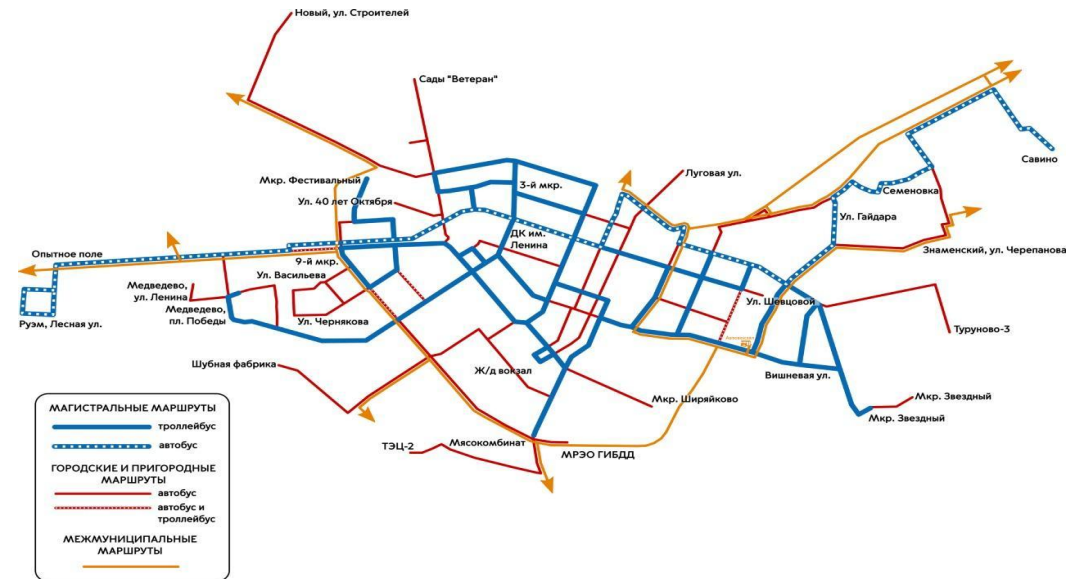 Новый, ул. Строителей
Сады "Ветеран"
Мкр. Фестивальный
3-й мкр.
Луговая ул.
Савино
Ул. 40 лет Октября
Семеновка
Ул. Гайдара
ДК им.
Ленина
Знаменский, ул. Черепанова
Опытное поле
9-й мкр.
Ул. Васильева
Медведево,
ул. Ленина
Медведево,
пл. Победы
Ул. Чернякова
Ул. Шевцовой
Руэм, Лесная ул.
Туруново-3
Шубная фабрика
Ж/д вокзал
Вишневая ул.
Мкр. Ширяйково
Мкр. Звездный
Мкр. Звездный
ТЭЦ-2
Мясокомбинат
МРЭО ГИБДД
МАГИСТРАЛЬНЫЕ МАРШРУТЫ
троллейбус
автобус
ГОРОДСКИЕ И ПРИГОРОДНЫЕ
МАРШРУТЫ
автобус
автобус и
троллейбус
МЕЖМУНИЦИПАЛЬНЫЕ
МАРШРУТЫ